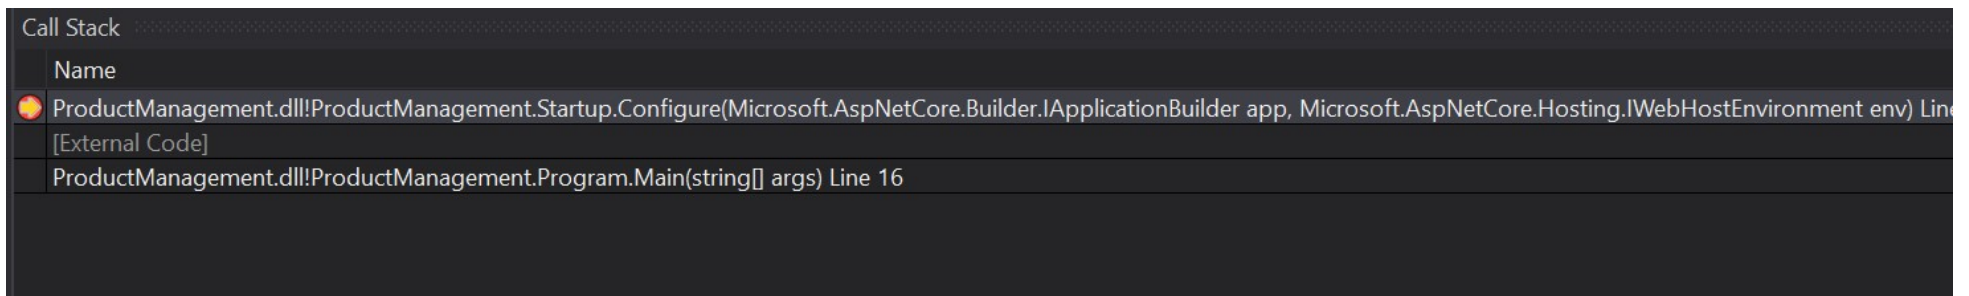 Call Stack
Name
ProductManagement.dll!ProductManagement.Startup.Configure(Microsoft.AspNetCore.Builder.IApplicationBuilder app, Microsoft.AspNetCore.Hosting.IWebHostEnvironment env) Line
[External Code]
ProductManagement.dll!ProductManagement.Program.Main(string[] args) Line 16